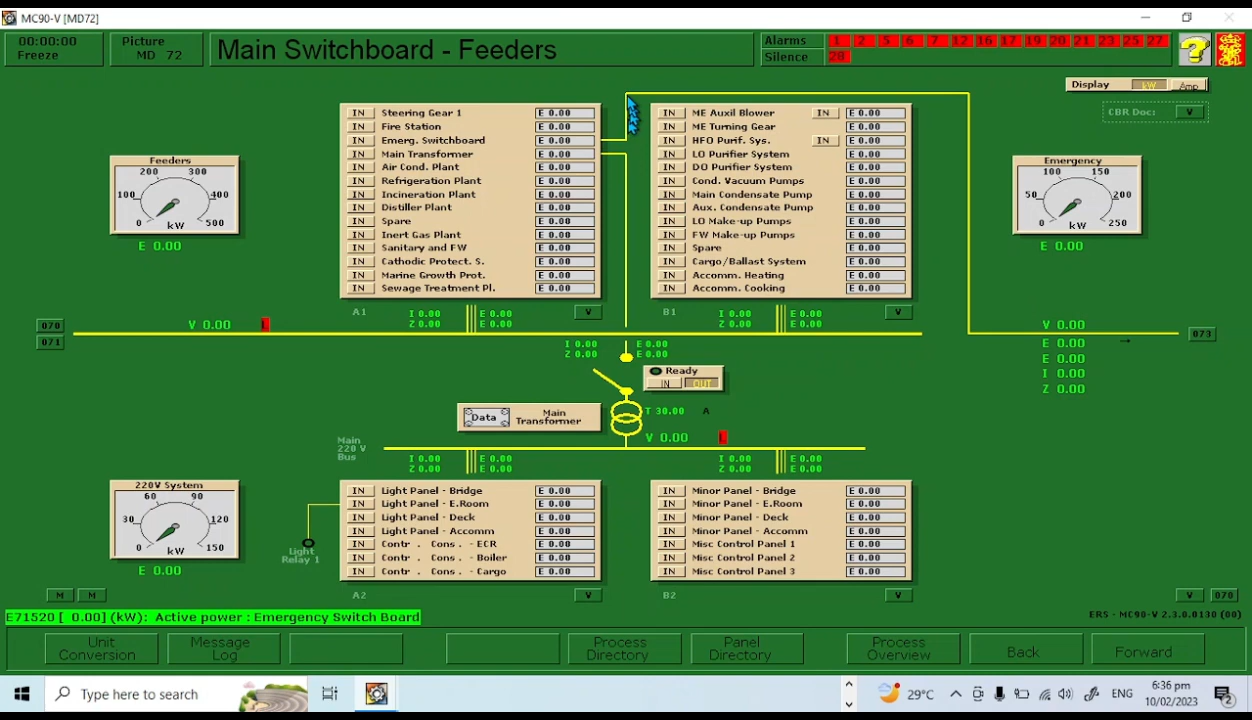 MC90-V [MD72]
00:00:00
Freeze
Picture
MD 72
Main Switchboard - Feeders
Alarms
1 2 5 6 7 12 16 17 19 20 21 23 25 27
Silence
28
Display kW Amp
CBR Doc: V
Feeders
200 300
100 400
0 kW 500
E 0.00
IN Steering Gear 1 E 0.00
IN Fire Station E 0.00
IN Emerg. Switchboard E 0.00
IN Main Transformer E 0.00
IN Air Cond. Plant E 0.00
IN Refrigeration Plant E 0.00
IN Incineration Plant E 0.00
IN Distiller Plant E 0.00
IN Spare E 0.00
IN Inert Gas Plant E 0.00
IN Sanitary and FW E 0.00
IN Cathodic Protect. S. E 0.00
IN Marine Growth Prot. E 0.00
IN Sewage Treatment Pl. E 0.00
A1
I 0.00 E 0.00
Z 0.00 E 0.00
V
IN ME Auxil Blower IN E 0.00
IN ME Turning Gear E 0.00
IN HFO Purif. Sys. IN E 0.00
IN LO Purifier System E 0.00
IN DO Purifier System E 0.00
IN Cond. Vacuum Pumps E 0.00
IN Main Condensate Pump E 0.00
IN Aux. Condensate Pump E 0.00
IN LO Make-up Pumps E 0.00
IN FW Make-up Pumps E 0.00
IN Spare E 0.00
IN Cargo/Ballast System E 0.00
IN Accomm. Heating E 0.00
IN Accomm. Cooking E 0.00
B1
I 0.00 E 0.00
Z 0.00 E 0.00
V
Emergency
100 150
50 200
0 kW 250
E 0.00
070
071
V 0.00 L
I 0.00 E 0.00
Z 0.00 E 0.00
V 0.00
E 0.00
E 0.00
I 0.00
Z 0.00
073
Ready
IN OUT
Data Main
Transformer
T 30.00 A
V 0.00 L
Main
220 V
Bus
I 0.00 E 0.00
Z 0.00 E 0.00
I 0.00 E 0.00
Z 0.00 E 0.00
220V System
60 90
30 120
0 kW 150
E 0.00
Light
Relay 1
IN Light Panel - Bridge E 0.00
IN Light Panel - E.Room E 0.00
IN Light Panel - Deck E 0.00
IN Light Panel - Accomm E 0.00
IN Contr . Cons . - ECR E 0.00
IN Contr . Cons . - Boiler E 0.00
IN Contr . Cons . - Cargo E 0.00
A2 V
IN Minor Panel - Bridge E 0.00
IN Minor Panel - E.Room E 0.00
IN Minor Panel - Deck E 0.00
IN Minor Panel - Accomm E 0.00
IN Misc Control Panel 1 E 0.00
IN Misc Control Panel 2 E 0.00
IN Misc Control Panel 3 E 0.00
B2 V
M M
V 070
E71520 [ 0.00] (kW): Active power : Emergency Switch Board
ERS - MC90-V 2.3.0.0130 (00)
Unit
Conversion
Message
Log
Process
Directory
Panel
Directory
Process
Overview
Back
Forward
Type here to search
29°C
ENG
6:36 pm
10/02/2023
2